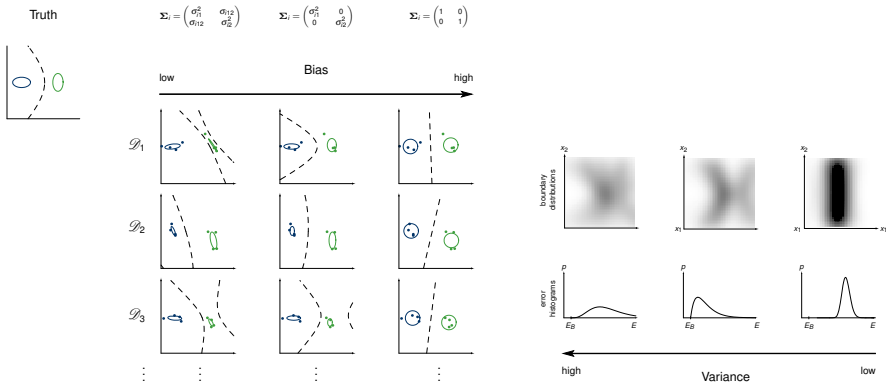 Truth
Σi = (σ²i1 σi12 σi12 σ²i2)
Σi = (σ²i1 0 0 σ²i2)
Σi = (1 0 0 1)
low
Bias
high
𝒟1
𝒟2
𝒟3
⋮ ⋮ ⋮ ⋮
boundary distributions
x2
x2
x2
x1
x1
x1
error histograms
p
p
p
EB
E
EB
E
EB
E
high
Variance
low